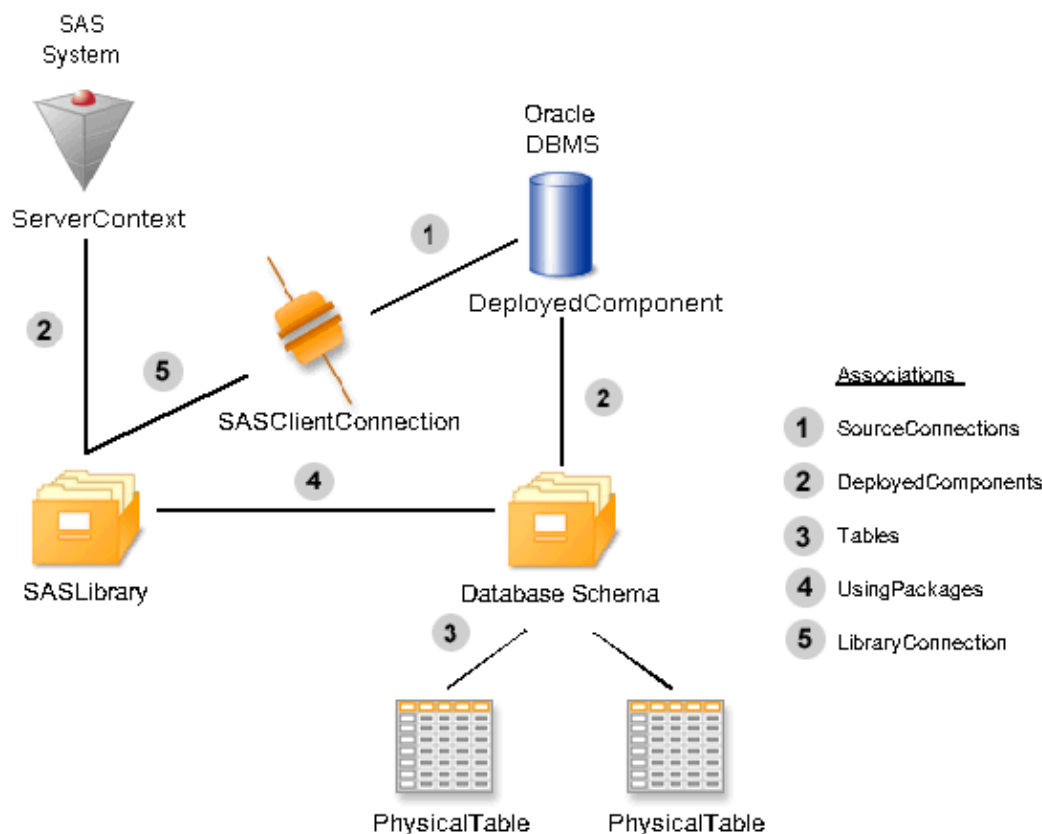 SAS
System
Oracle
DBMS
ServerContext
1
DeployedComponent
2
5
SASClientConnection
2
4
SASLibrary
Database Schema
3
PhysicalTable
PhysicalTable
Associations
1 SourceConnections
2 DeployedComponents
3 Tables
4 UsingPackages
5 LibraryConnection